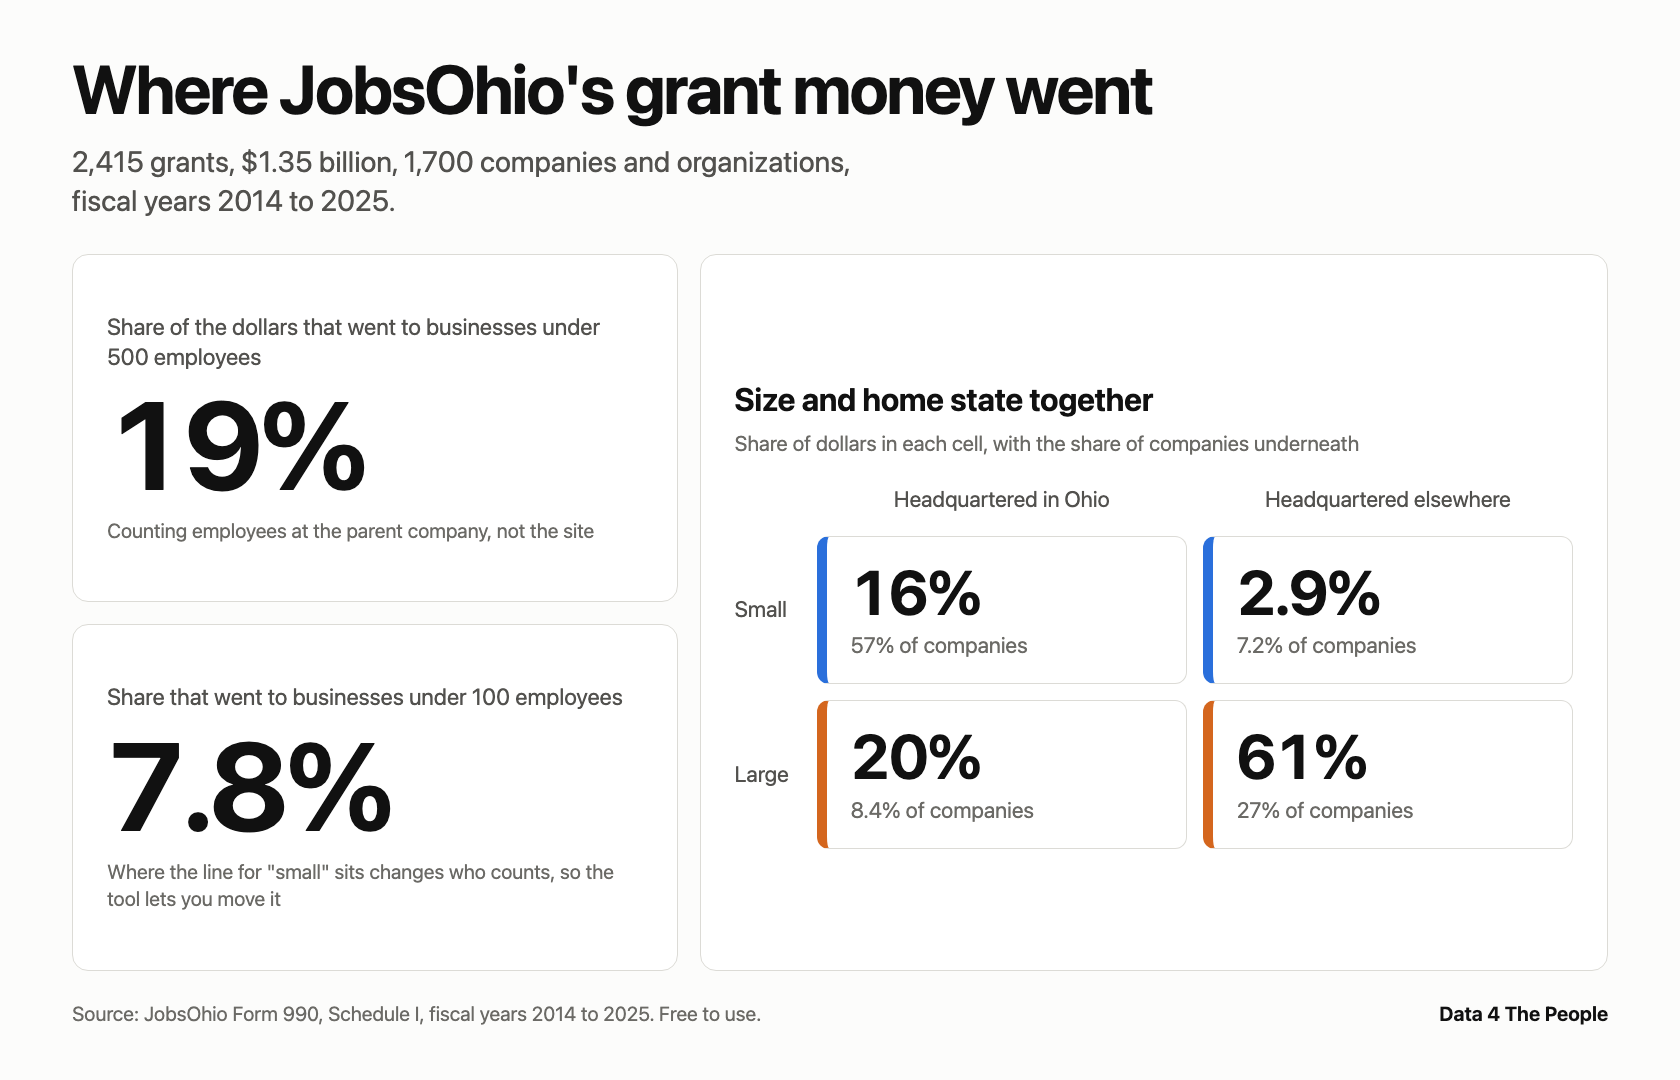 Where JobsOhio's grant money went
2,415 grants, $1.35 billion, 1,700 companies and organizations,
fiscal years 2014 to 2025.
Share of the dollars that went to businesses under
500 employees
19%
Counting employees at the parent company, not the site
Share that went to businesses under 100 employees
7.8%
Where the line for "small" sits changes who counts, so the
tool lets you move it
Size and home state together
Share of dollars in each cell, with the share of companies underneath
Headquartered in Ohio
Headquartered elsewhere
Small
16%
57% of companies
2.9%
7.2% of companies
Large
20%
8.4% of companies
61%
27% of companies
Source: JobsOhio Form 990, Schedule I, fiscal years 2014 to 2025. Free to use.
Data 4 The People